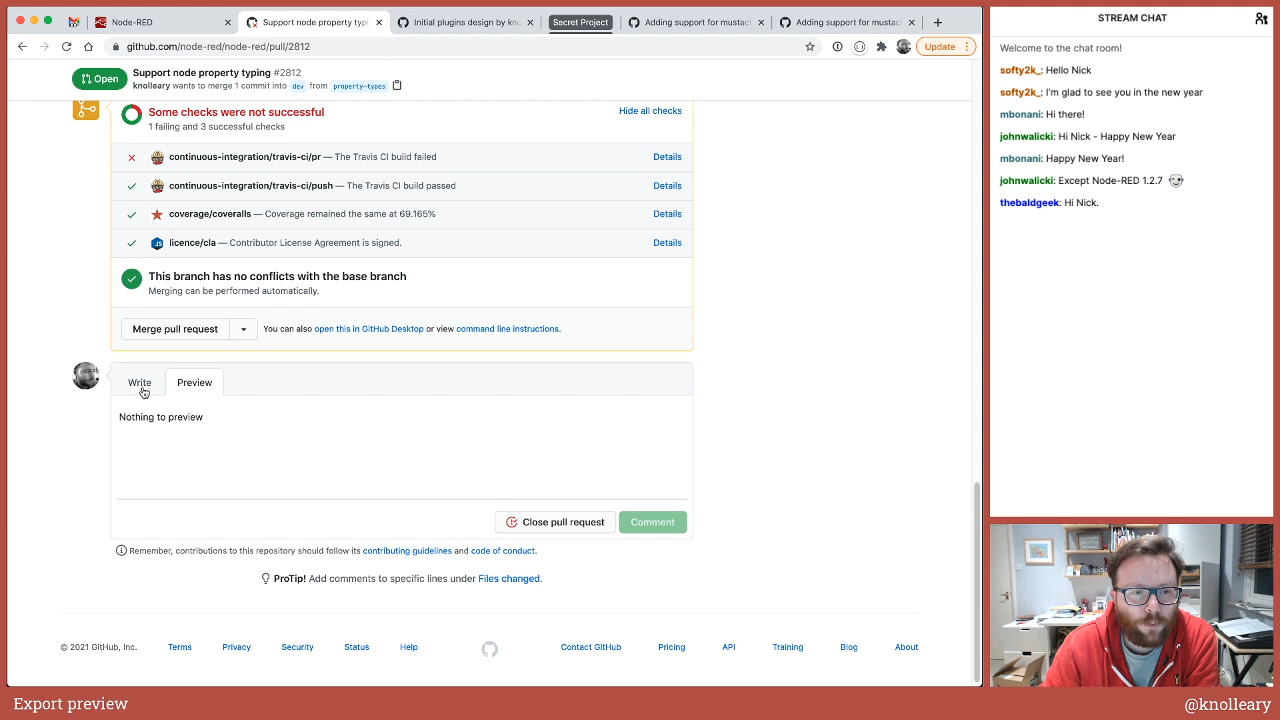 Node-RED
Support node property typi
Initial plugins design by kno
Secret Project
Adding support for mustac
Adding support for mustac
github.com/node-red/node-red/pull/2812
Update
Open
Support node property typing #2812
knolleary wants to merge 1 commit into dev from property-types
Some checks were not successful
1 failing and 3 successful checks
Hide all checks
continuous-integration/travis-ci/pr — The Travis CI build failed
Details
continuous-integration/travis-ci/push — The Travis CI build passed
Details
coverage/coveralls — Coverage remained the same at 69.165%
Details
licence/cla — Contributor License Agreement is signed.
Details
This branch has no conflicts with the base branch
Merging can be performed automatically.
Merge pull request
You can also open this in GitHub Desktop or view command line instructions.
Write
Preview
Nothing to preview
Close pull request
Comment
Remember, contributions to this repository should follow its contributing guidelines and code of conduct.
ProTip! Add comments to specific lines under Files changed.
© 2021 GitHub, Inc.
Terms
Privacy
Security
Status
Help
Contact GitHub
Pricing
API
Training
Blog
About
STREAM CHAT
Welcome to the chat room!
softy2k_: Hello Nick
softy2k_: I'm glad to see you in the new year
mbonani: Hi there!
johnwalicki: Hi Nick - Happy New Year
mbonani: Happy New Year!
johnwalicki: Except Node-RED 1.2.7
thebaldgeek: Hi Nick.
Export preview
@knolleary